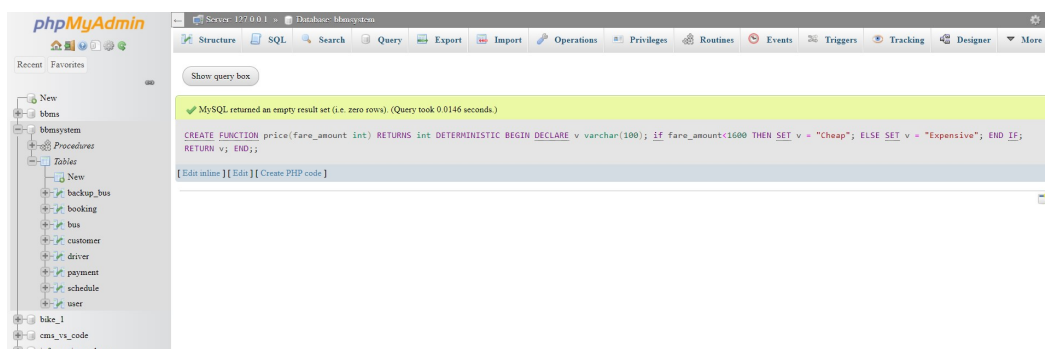 phpMyAdmin
Recent Favorites
New
bbms
bbmsystem
Procedures
Tables
New
backup_bus
booking
bus
customer
driver
payment
schedule
user
bike_1
cms_vs_code
Server: 127.0.0.1 » Database: bbmsystem
Structure SQL Search Query Export Import Operations Privileges Routines Events Triggers Tracking Designer More
Show query box
MySQL returned an empty result set (i.e. zero rows). (Query took 0.0146 seconds.)
CREATE FUNCTION price(fare_amount int) RETURNS int DETERMINISTIC BEGIN DECLARE v varchar(100); if fare_amount<1600 THEN SET v = "Cheap"; ELSE SET v = "Expensive"; END IF;
RETURN v; END;;
[ Edit inline ] [ Edit ] [ Create PHP code ]